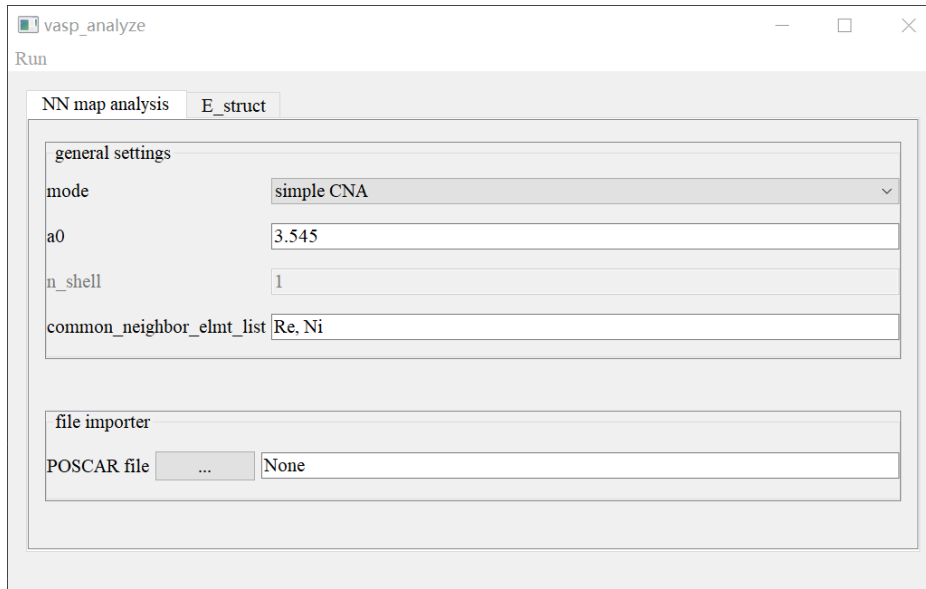 vasp_analyze
Run
NN map analysis E_struct
general settings
mode simple CNA
a0 3.545
n_shell 1
common_neighbor_elmt_list Re, Ni
file importer
POSCAR file ... None